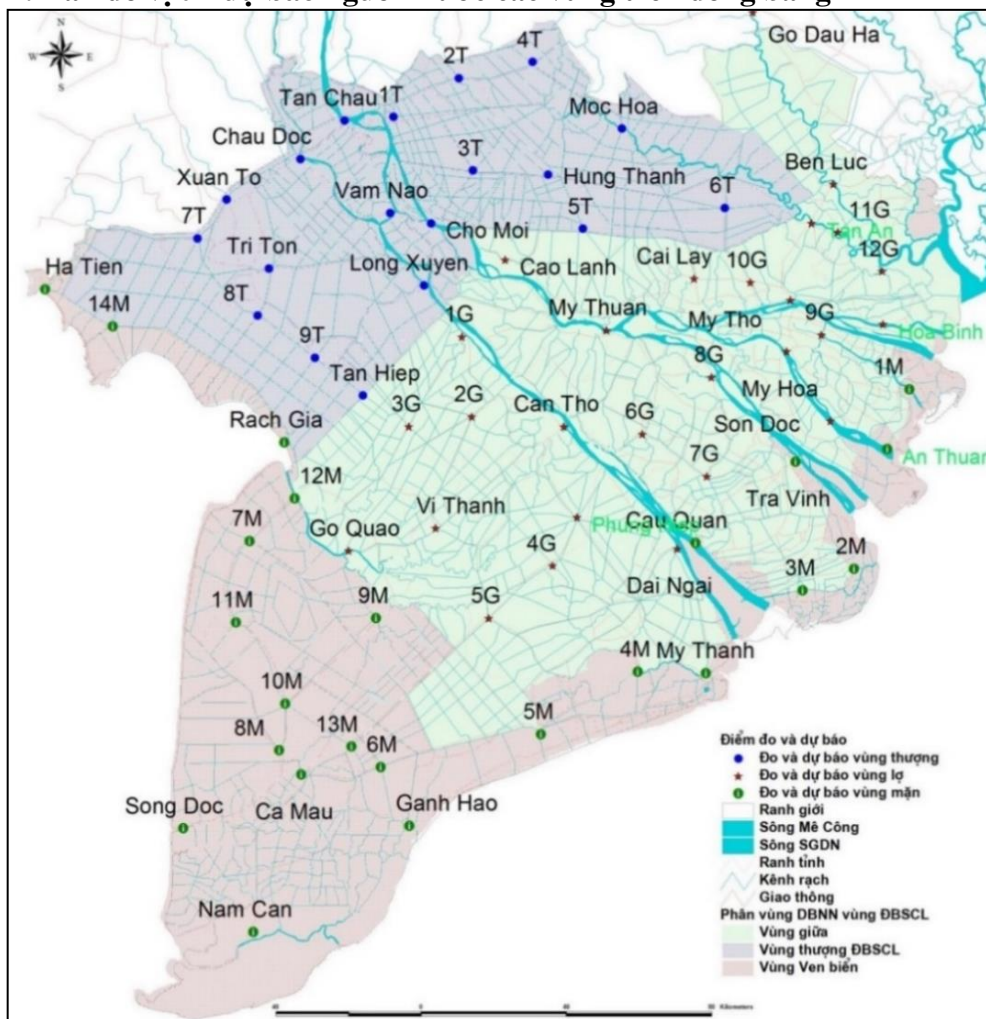 N
W
E
S
Go Dau Ha
4T
2T
Tan Chau
1T
Moc Hoa
Chau Doc
3T
Ben Luc
Xuan To
Vam Nao
Hung Thanh
6T
7T
5T
11G
Tan An
Tri Ton
Cho Moi
12G
Ha Tien
Long Xuyen
Cao Lanh
Cai Lay
10G
14M
8T
1G
My Thuan
My Tho
9G
Hoa Binh
9T
8G
1M
Tan Hiep
My Hoa
2G
3G
Can Tho
6G
Son Doc
Rach Gia
An Thuan
7G
12M
Tra Vinh
Vi Thanh
7M
Go Quao
Cau Quan
4G
2M
Dai Ngai
3M
11M
9M
5G
4M
My Thanh
10M
8M
13M
6M
5M
Song Doc
Ca Mau
Ganh Hao
Nam Can
Điểm đo và dự báo
Đo và dự báo vùng thượng
Đo và dự báo vùng lợ
Đo và dự báo vùng mặn
Ranh giới
Sông Mê Công
Sông SGDN
Ranh tỉnh
Kênh rạch
Giao thông
Phân vùng DBNN vùng ĐBSCL
Vùng giữa
Vùng thượng ĐBSCL
Vùng Ven biển
0
Kilometers